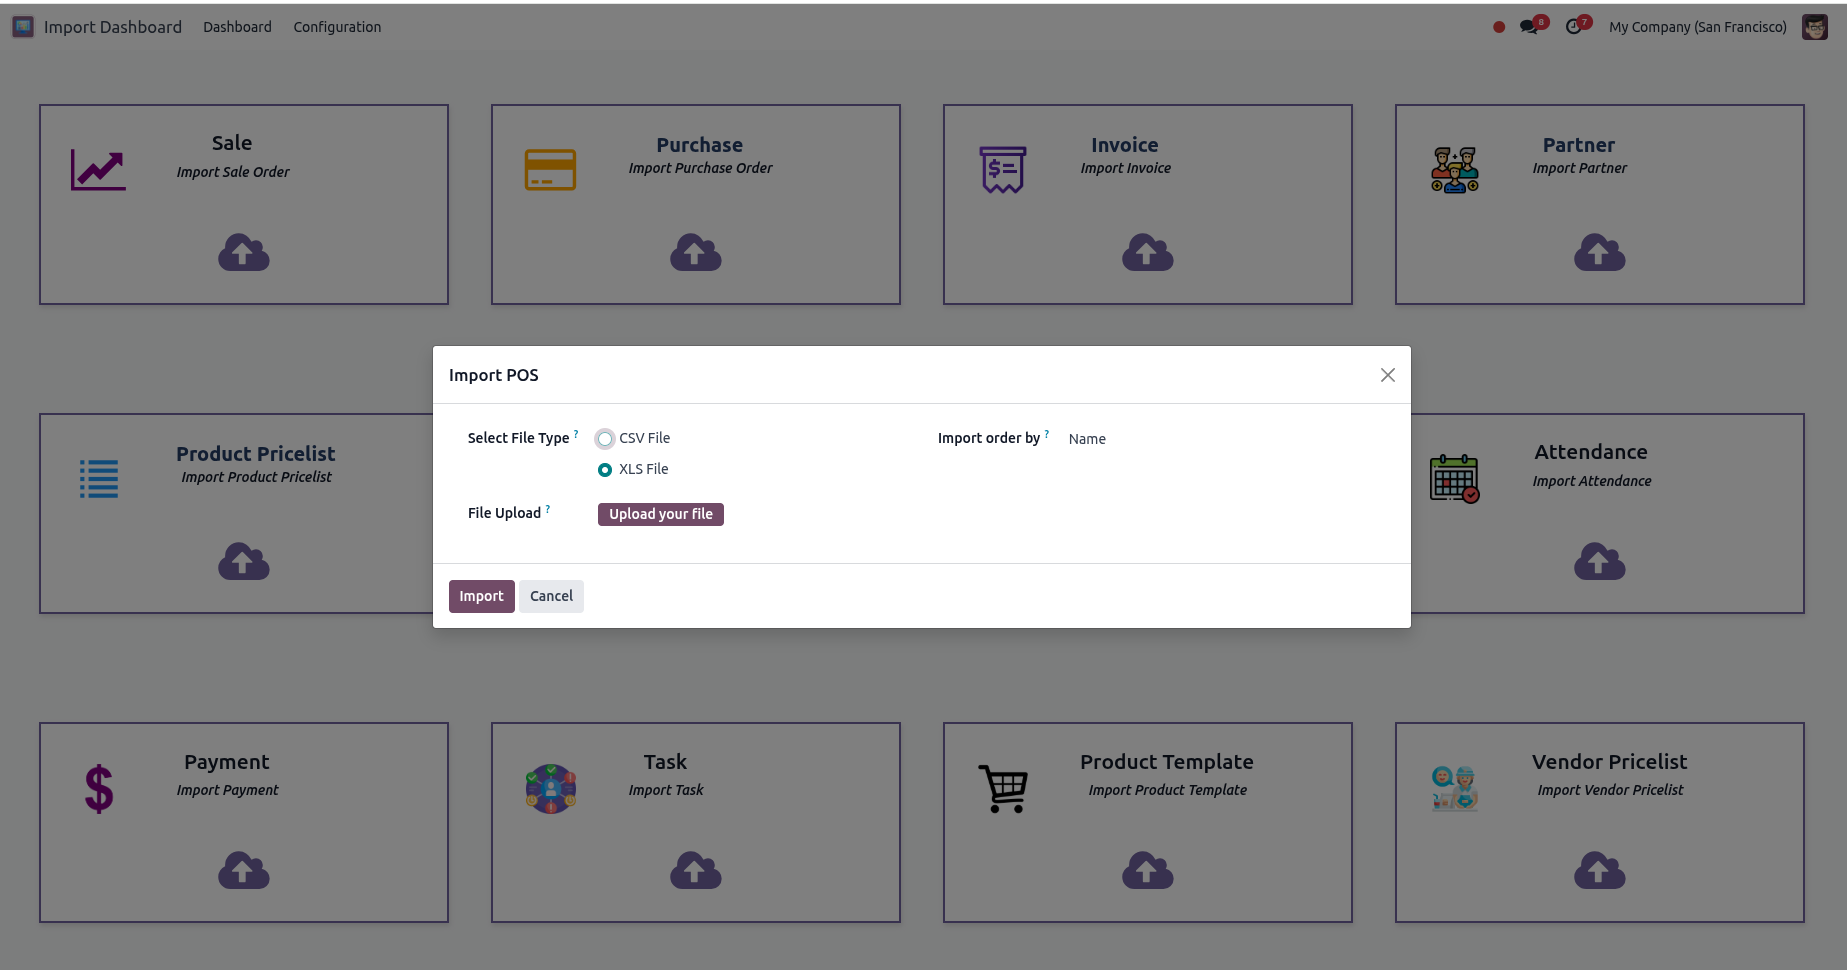 Import Dashboard Dashboard Configuration 8 7 My Company (San Francisco)
Sale
Import Sale Order
Purchase
Import Purchase Order
Invoice
Import Invoice
Partner
Import Partner
Import POS
Select File Type ? CSV File
XLS File
Import order by ? Name
File Upload ? Upload your file
Import Cancel
Product Pricelist
Import Product Pricelist
Attendance
Import Attendance
Payment
Import Payment
Task
Import Task
Product Template
Import Product Template
Vendor Pricelist
Import Vendor Pricelist